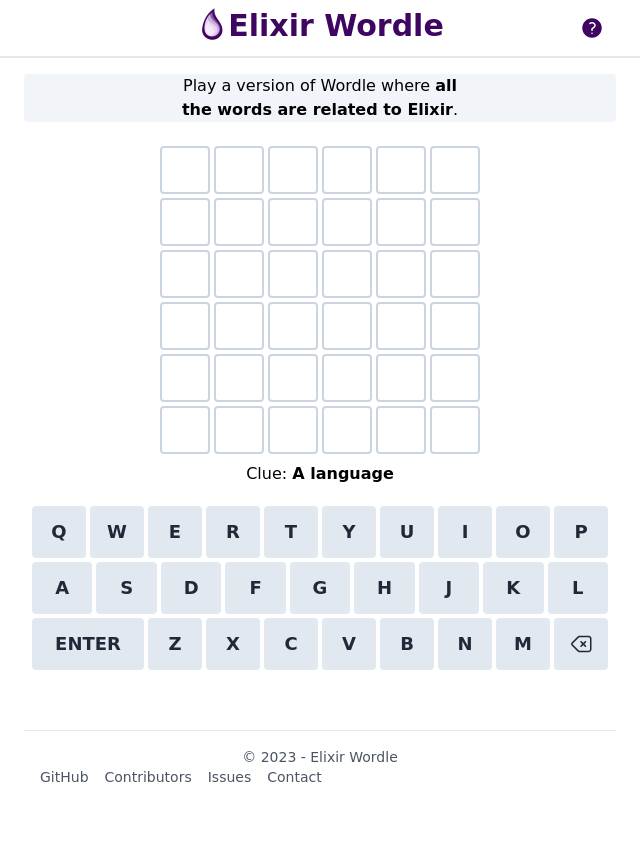 Elixir Wordle
?
Play a version of Wordle where all
the words are related to Elixir.
Clue: A language
Q W E R T Y U I O P
A S D F G H J K L
ENTER Z X C V B N M
© 2023 - Elixir Wordle
GitHub Contributors Issues Contact